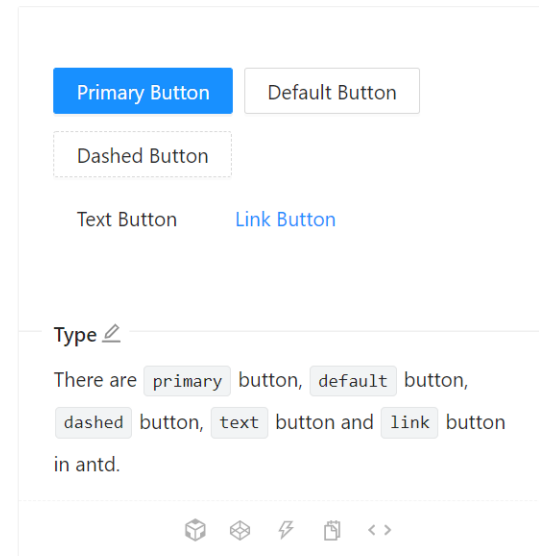 Primary Button Default Button
Dashed Button
Text Button Link Button
Type
There are primary button, default button,
dashed button, text button and link button
in antd.